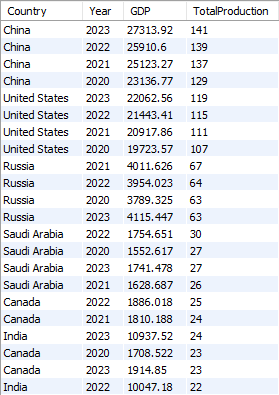 Country Year GDP TotalProduction
China 2023 27313.92 141
China 2022 25910.6 139
China 2021 25123.27 137
China 2020 23136.77 129
United States 2023 22062.56 119
United States 2022 21443.41 115
United States 2021 20917.86 111
United States 2020 19723.57 107
Russia 2021 4011.626 67
Russia 2022 3954.023 64
Russia 2020 3789.325 63
Russia 2023 4115.447 63
Saudi Arabia 2022 1754.651 30
Saudi Arabia 2020 1552.617 27
Saudi Arabia 2023 1741.478 27
Saudi Arabia 2021 1628.687 26
Canada 2022 1886.018 25
Canada 2021 1810.188 24
India 2023 10937.52 24
Canada 2020 1708.522 23
Canada 2023 1914.85 23
India 2022 10047.18 22